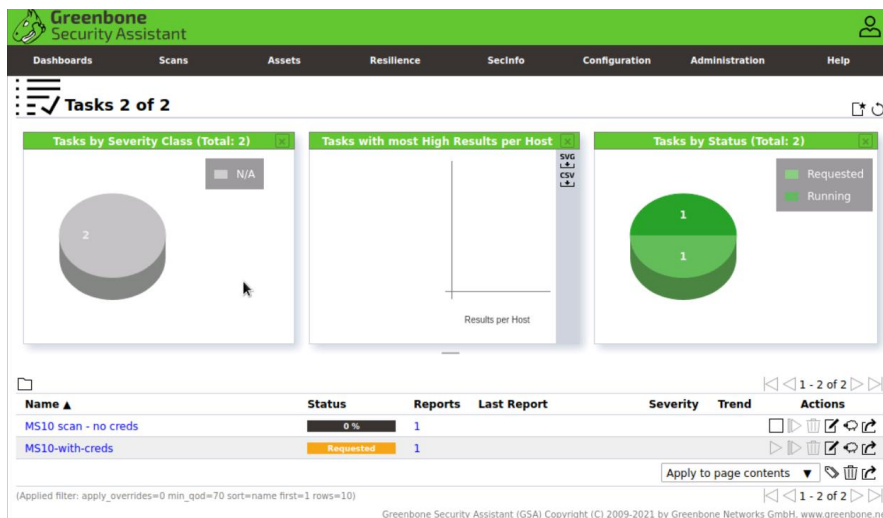 Greenbone
Security Assistant
Dashboards Scans Assets Resilience SecInfo Configuration Administration Help
Tasks 2 of 2
Tasks by Severity Class (Total: 2)
N/A
2
Tasks with most High Results per Host
SVG
CSV
Results per Host
Tasks by Status (Total: 2)
Requested
Running
1
1
1 - 2 of 2
Name ▲ Status Reports Last Report Severity Trend Actions
MS10 scan - no creds 0 % 1
MS10-with-creds Requested 1
Apply to page contents ▼
(Applied filter: apply_overrides=0 min_qod=70 sort=name first=1 rows=10) 1 - 2 of 2
Greenbone Security Assistant (GSA) Copyright (C) 2009-2021 by Greenbone Networks GmbH, www.greenbone.ne